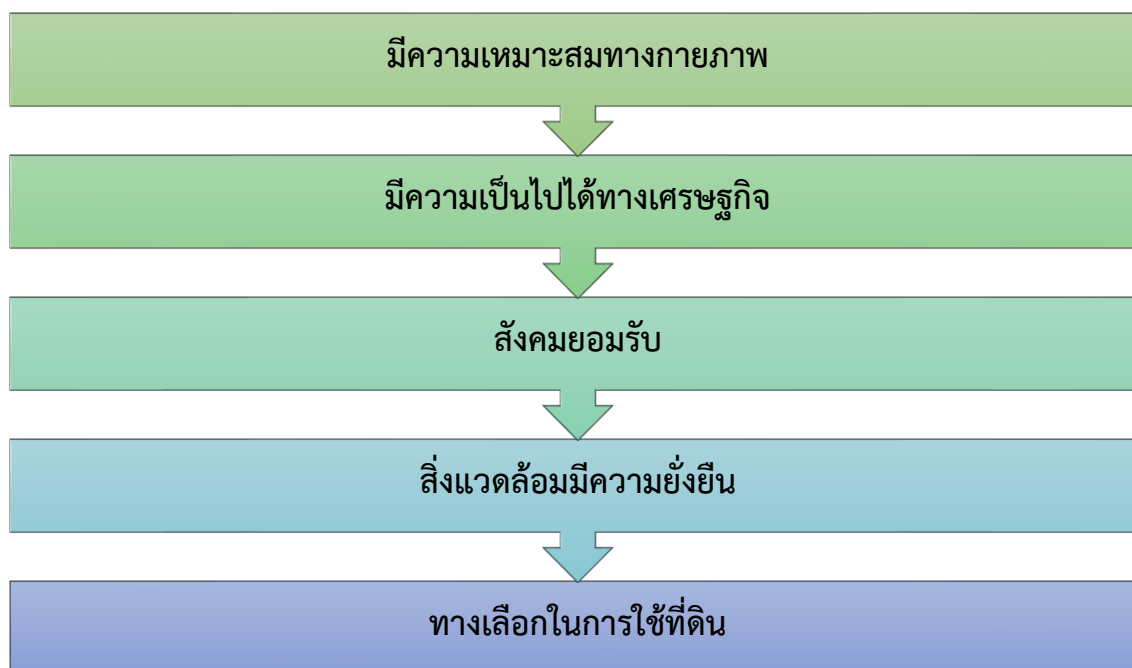 มีความเหมาะสมทางกายภาพ
มีความเป็นไปได้ทางเศรษฐกิจ
สังคมยอมรับ
สิ่งแวดล้อมมีความยั่งยืน
ทางเลือกในการใช้ที่ดิน